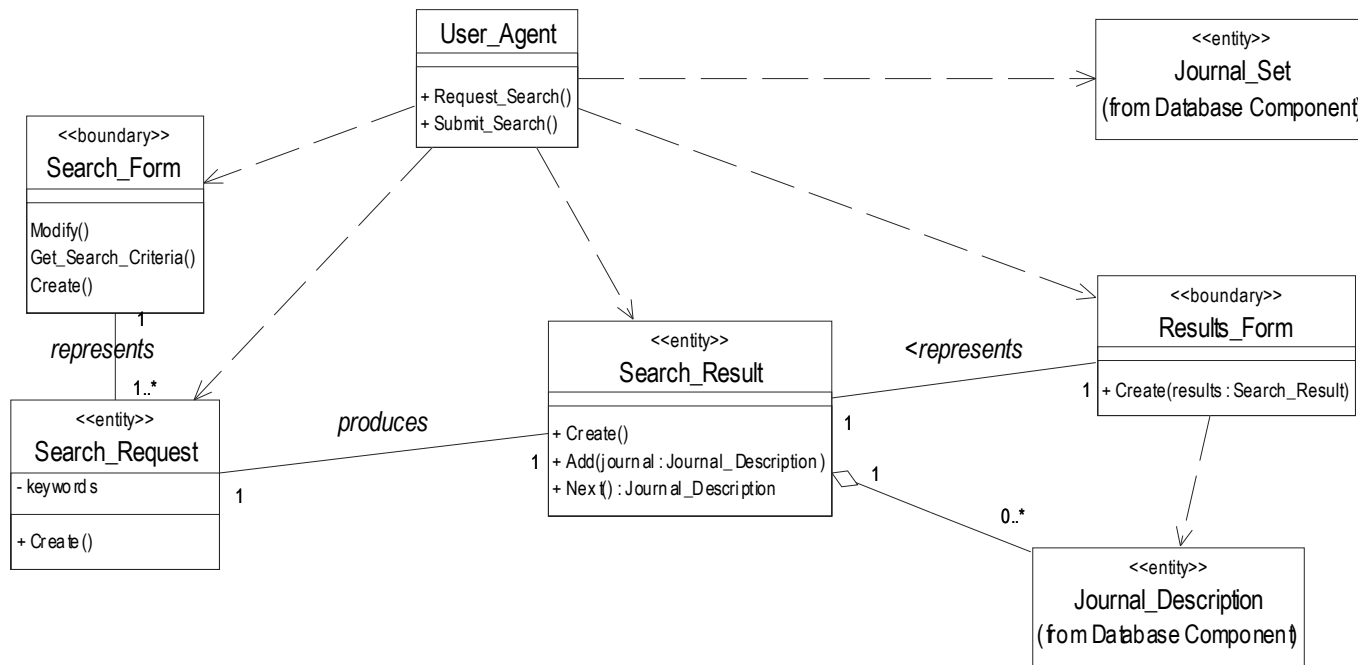 User_Agent
+ Request_Search()
+ Submit_Search()
<<entity>>
Journal_Set
(from Database Component)
<<boundary>>
Search_Form
Modify()
Get_Search_Criteria()
Create()
1
represents
1..*
<<entity>>
Search_Request
- keywords
+ Create()
1
produces
1
<<entity>>
Search_Result
+ Create()
+ Add(journal : Journal_Description)
+ Next() : Journal_Description
1
<represents
1
<<boundary>>
Results_Form
+ Create(results : Search_Result)
1
0..*
<<entity>>
Journal_Description
(from Database Component)